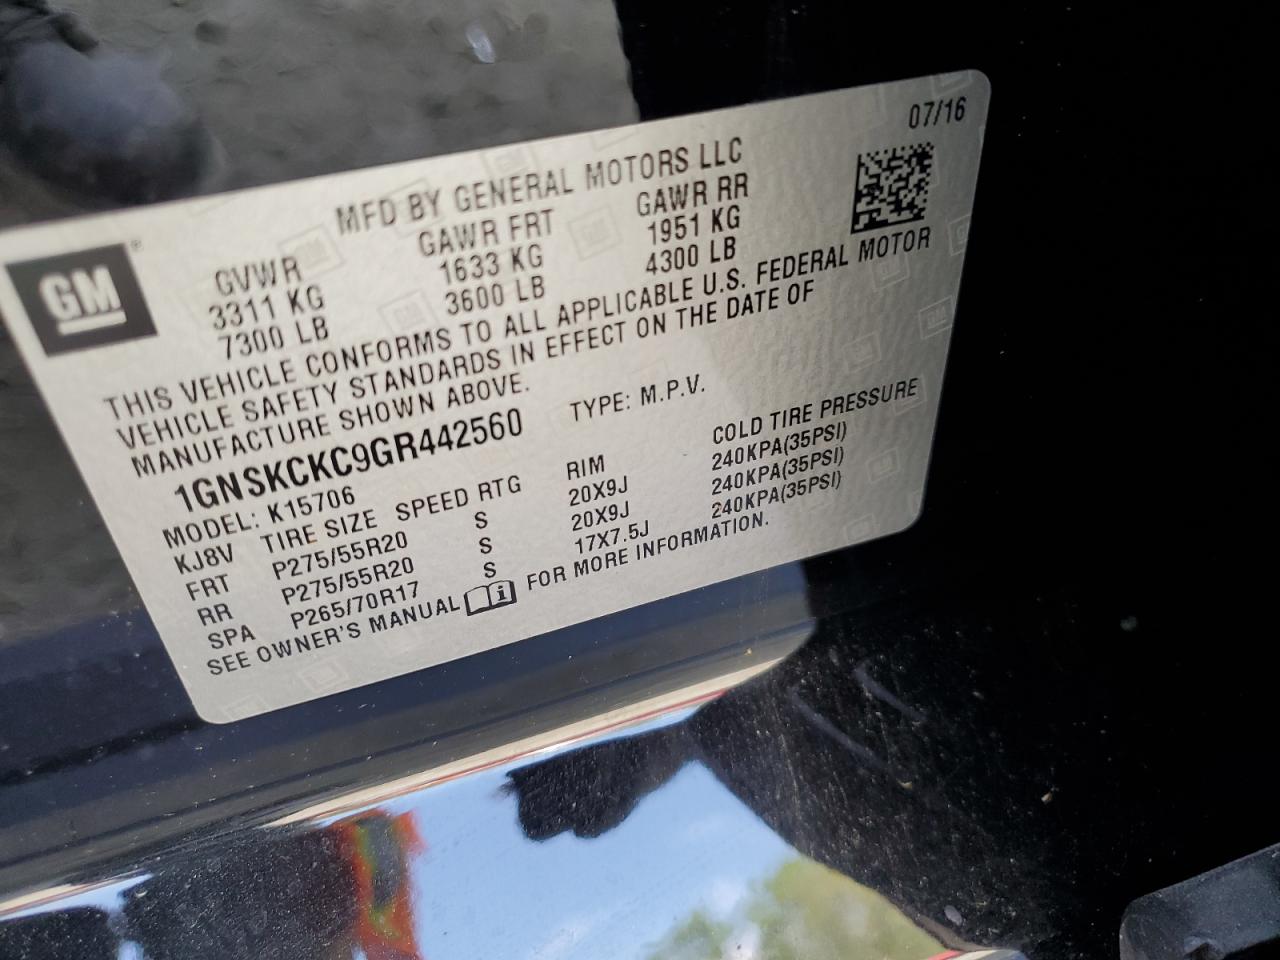 07/16
MFD BY GENERAL MOTORS LLC
GM
GVWR GAWR FRT GAWR RR
3311 KG 1633 KG 1951 KG
7300 LB 3600 LB 4300 LB
THIS VEHICLE CONFORMS TO ALL APPLICABLE U.S. FEDERAL MOTOR
VEHICLE SAFETY STANDARDS IN EFFECT ON THE DATE OF
MANUFACTURE SHOWN ABOVE.
1GNSKCKC9GR442560 TYPE: M.P.V.
MODEL: K15706
KJ8V TIRE SIZE SPEED RTG RIM COLD TIRE PRESSURE
FRT P275/55R20 S 20X9J 240KPA(35PSI)
RR P275/55R20 S 20X9J 240KPA(35PSI)
SPA P265/70R17 S 17X7.5J 240KPA(35PSI)
SEE OWNER'S MANUAL i FOR MORE INFORMATION.